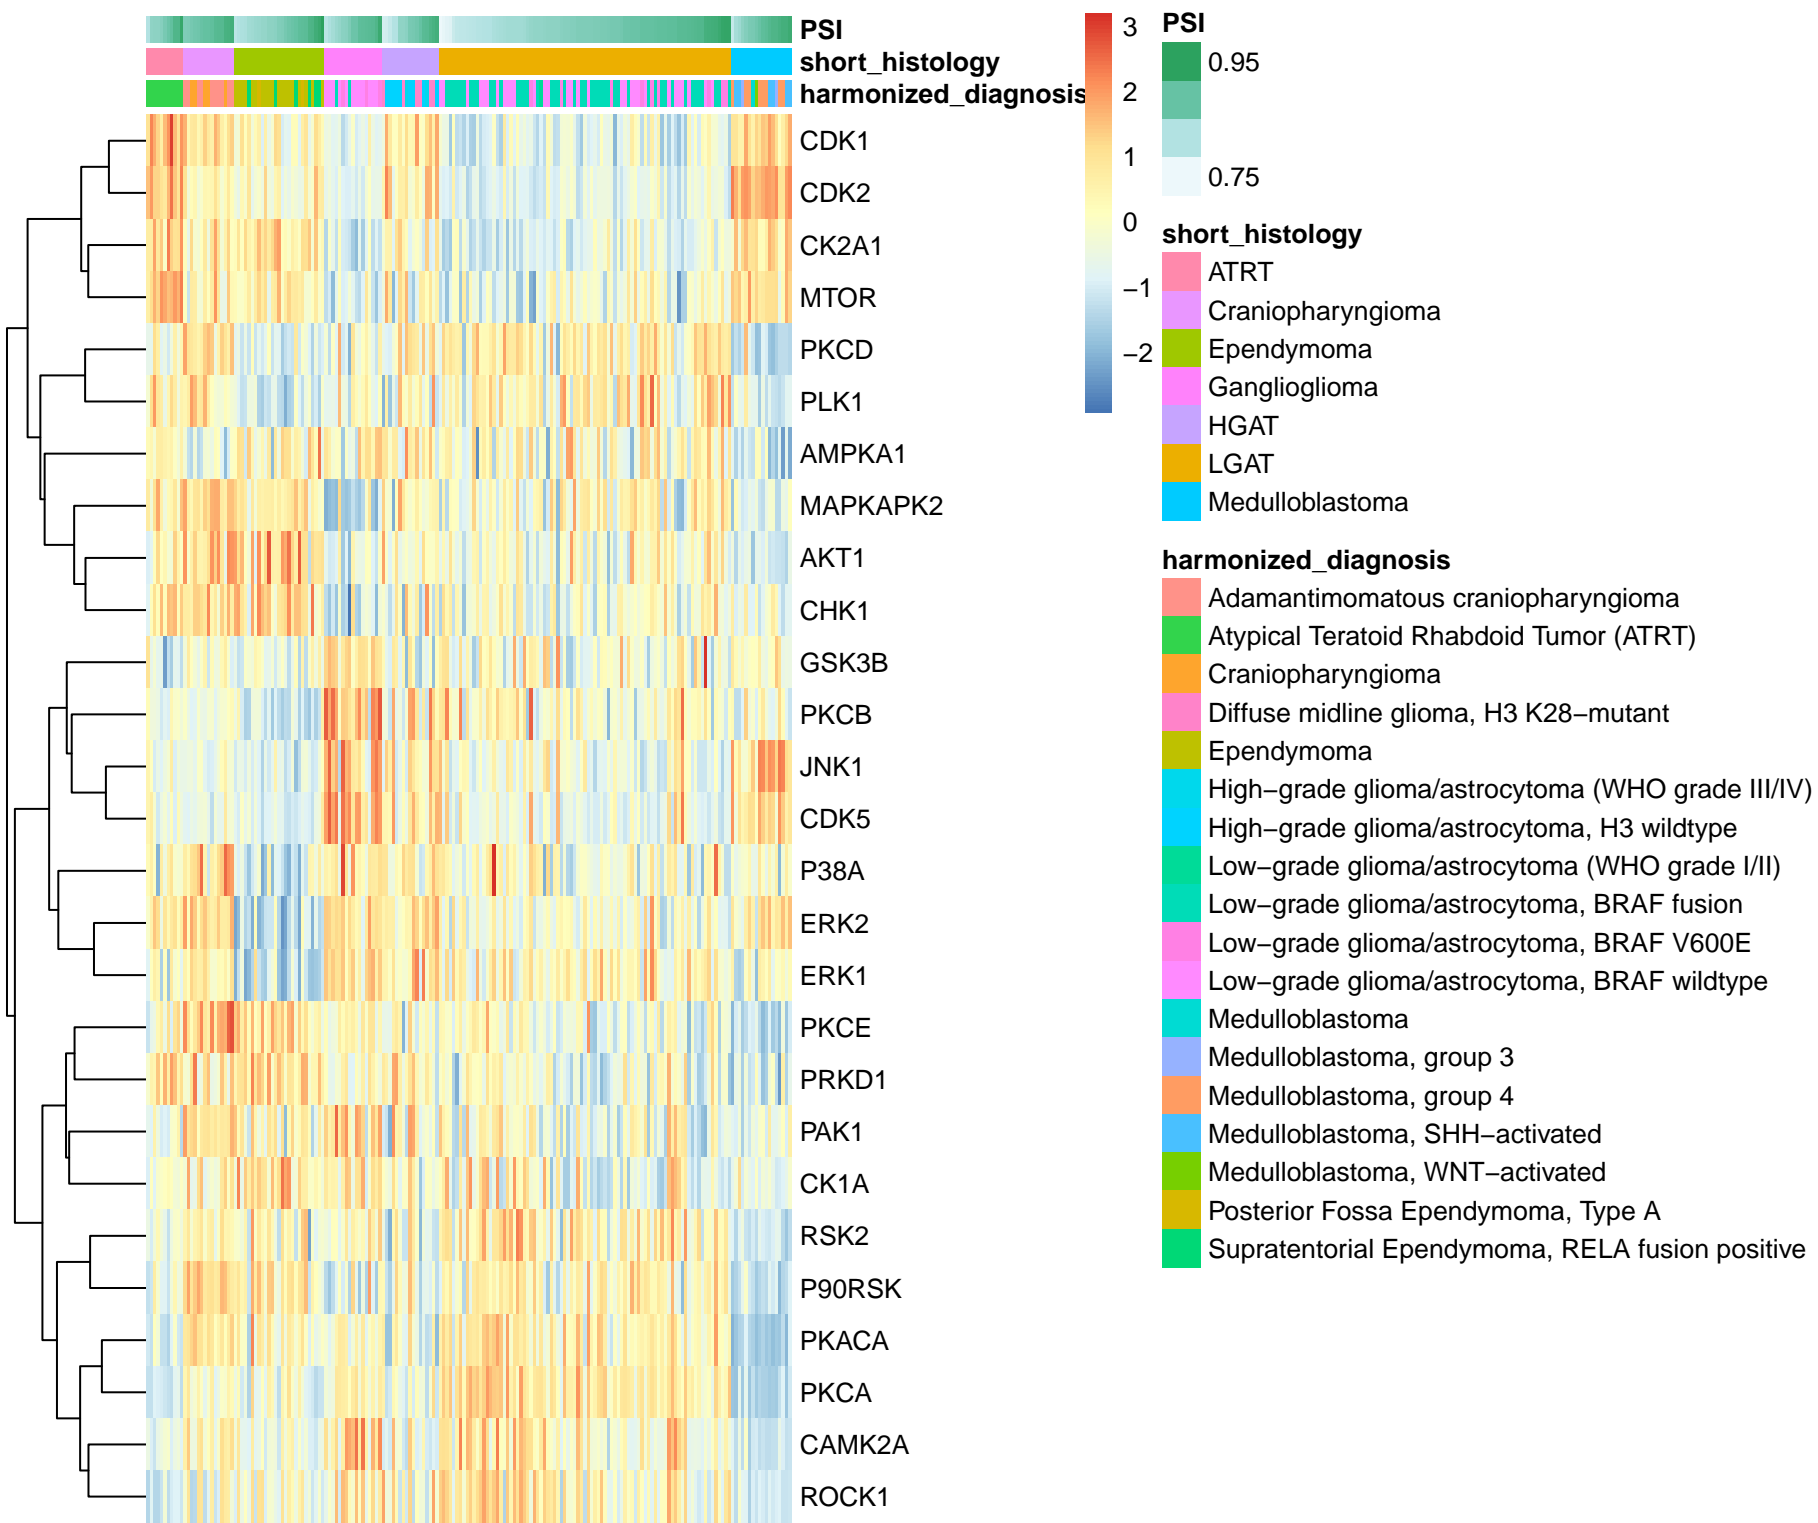 PSI
short_histology
harmonized_diagnosis
CDK1
CDK2
CK2A1
MTOR
PKCD
PLK1
AMPKA1
MAPKAPK2
AKT1
CHK1
GSK3B
PKCB
JNK1
CDK5
P38A
ERK2
ERK1
PKCE
PRKD1
PAK1
CK1A
RSK2
P90RSK
PKACA
PKCA
CAMK2A
ROCK1
3
2
1
0
−1
−2
PSI
0.95
0.75
short_histology
ATRT
Craniopharyngioma
Ependymoma
Ganglioglioma
HGAT
LGAT
Medulloblastoma
harmonized_diagnosis
Adamantimomatous craniopharyngioma
Atypical Teratoid Rhabdoid Tumor (ATRT)
Craniopharyngioma
Diffuse midline glioma, H3 K28−mutant
Ependymoma
High−grade glioma/astrocytoma (WHO grade III/IV)
High−grade glioma/astrocytoma, H3 wildtype
Low−grade glioma/astrocytoma (WHO grade I/II)
Low−grade glioma/astrocytoma, BRAF fusion
Low−grade glioma/astrocytoma, BRAF V600E
Low−grade glioma/astrocytoma, BRAF wildtype
Medulloblastoma
Medulloblastoma, group 3
Medulloblastoma, group 4
Medulloblastoma, SHH−activated
Medulloblastoma, WNT−activated
Posterior Fossa Ependymoma, Type A
Supratentorial Ependymoma, RELA fusion positive